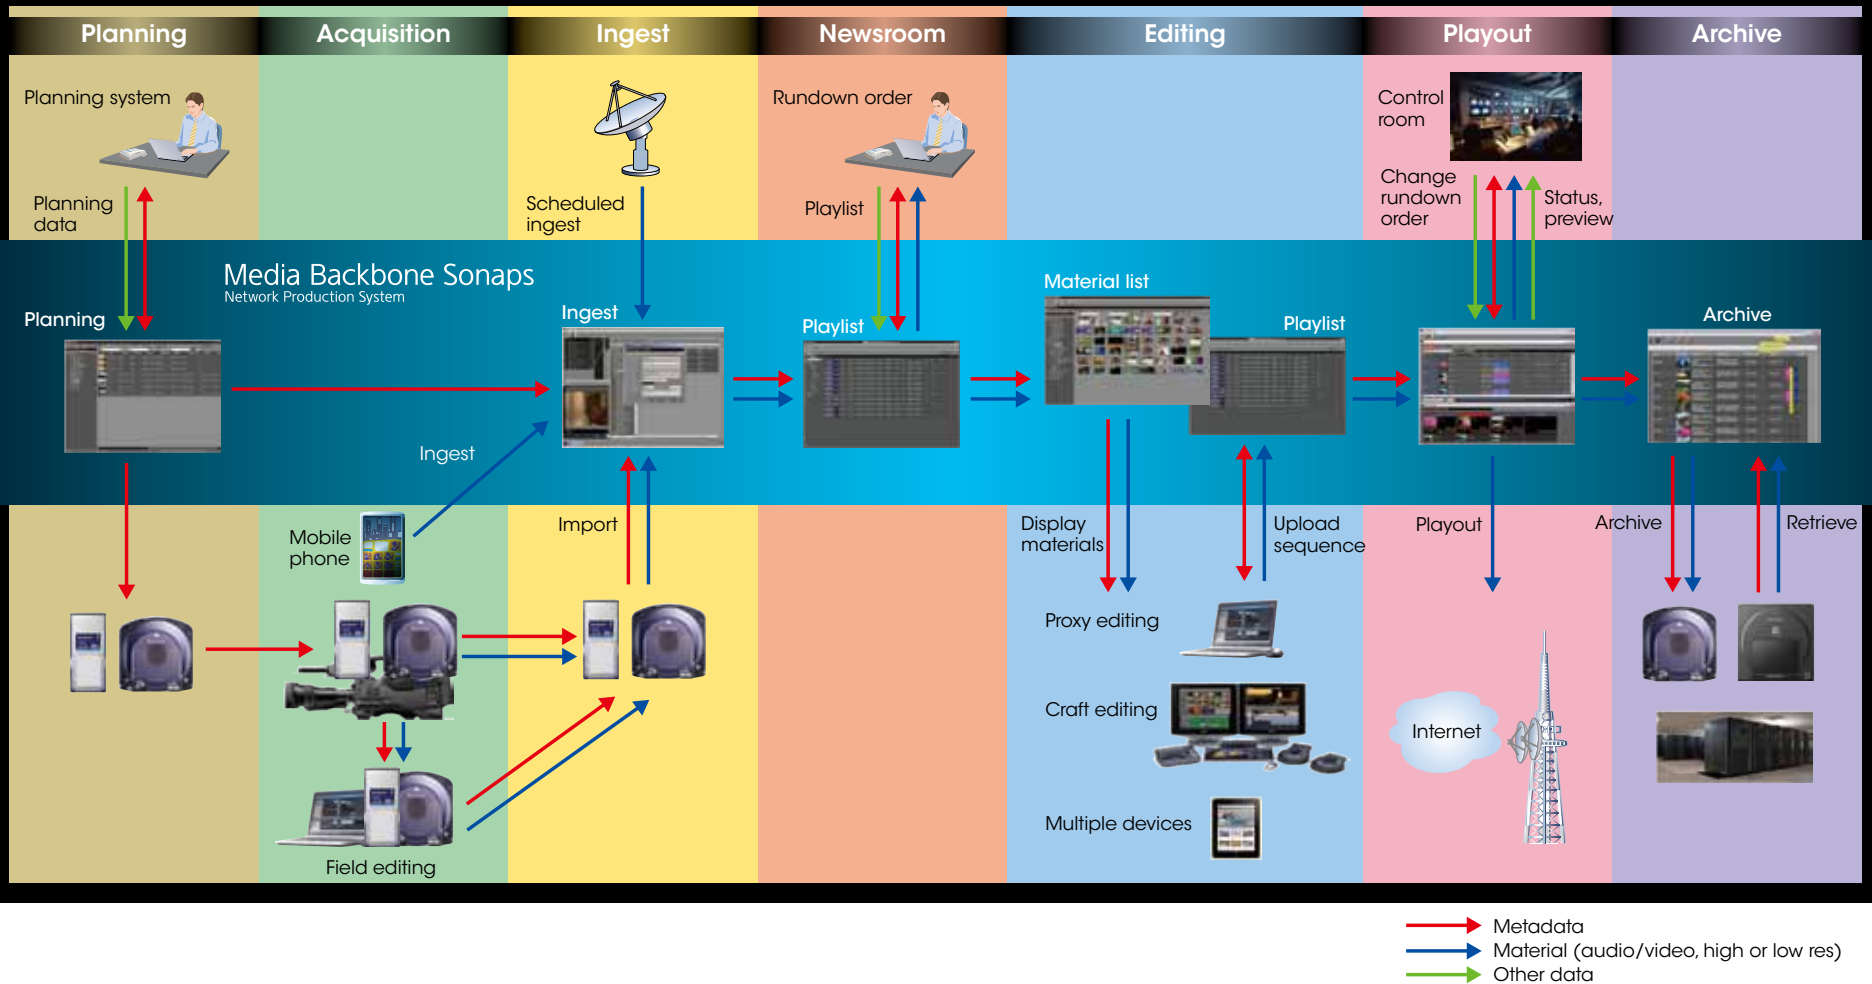 Planning
Acquisition
Ingest
Newsroom
Editing
Playout
Archive
Planning system
Planning
data
Scheduled
ingest
Rundown order
Playlist
Control
room
Change
rundown
order
Status,
preview
Media Backbone Sonaps
Network Production System
Planning
Ingest
Ingest
Playlist
Material list
Playlist
Archive
Mobile
phone
Import
Display
materials
Upload
sequence
Playout
Archive
Retrieve
Proxy editing
Craft editing
Multiple devices
Internet
Field editing
Metadata
Material (audio/video, high or low res)
Other data